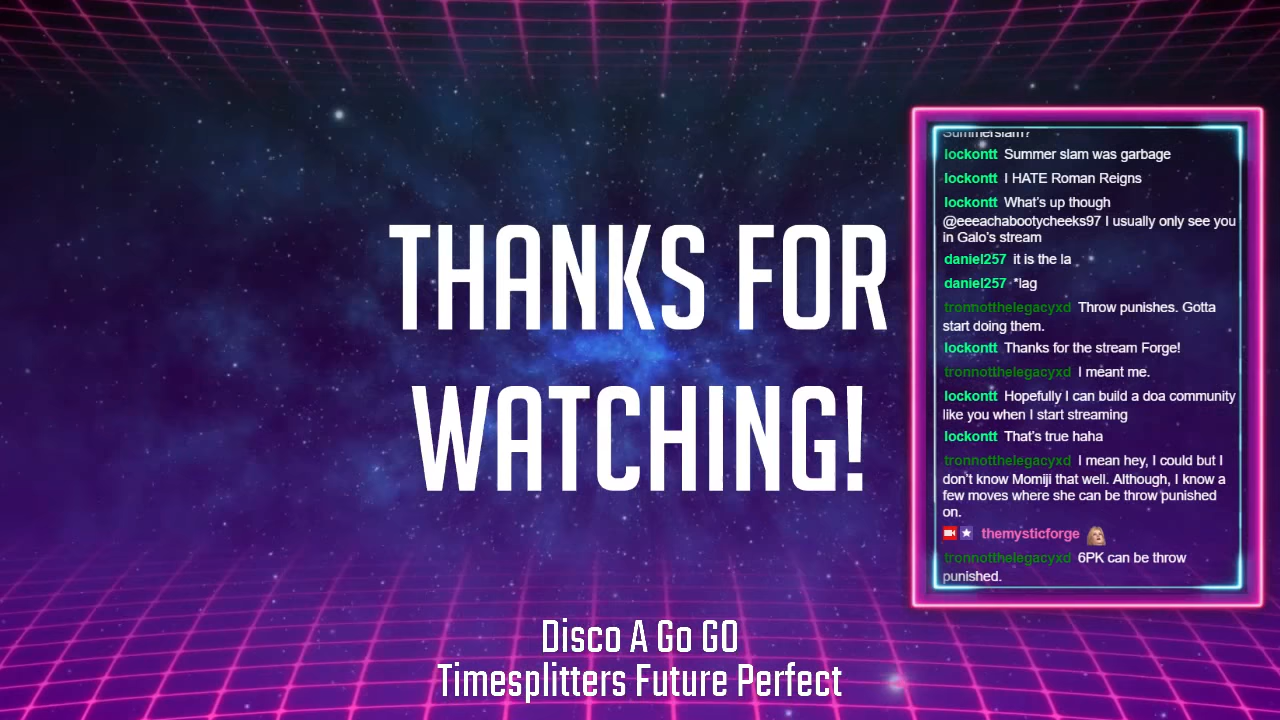 THANKS FOR
WATCHING!
Summerslam?
lockontt Summer slam was garbage
lockontt I HATE Roman Reigns
lockontt What's up though
@eeeachabootycheeks97 I usually only see you
in Galo's stream
daniel257 it is the la
daniel257 *lag
tronnotthelegacyxd Throw punishes. Gotta
start doing them.
lockontt Thanks for the stream Forge!
tronnotthelegacyxd I meant me.
lockontt Hopefully I can build a doa community
like you when I start streaming
lockontt That's true haha
tronnotthelegacyxd I mean hey, I could but I
don't know Momiji that well. Although, I know a
few moves where she can be throw punished
on.
themysticforge
tronnotthelegacyxd 6PK can be throw
punished.
Disco A Go GO
Timesplitters Future Perfect